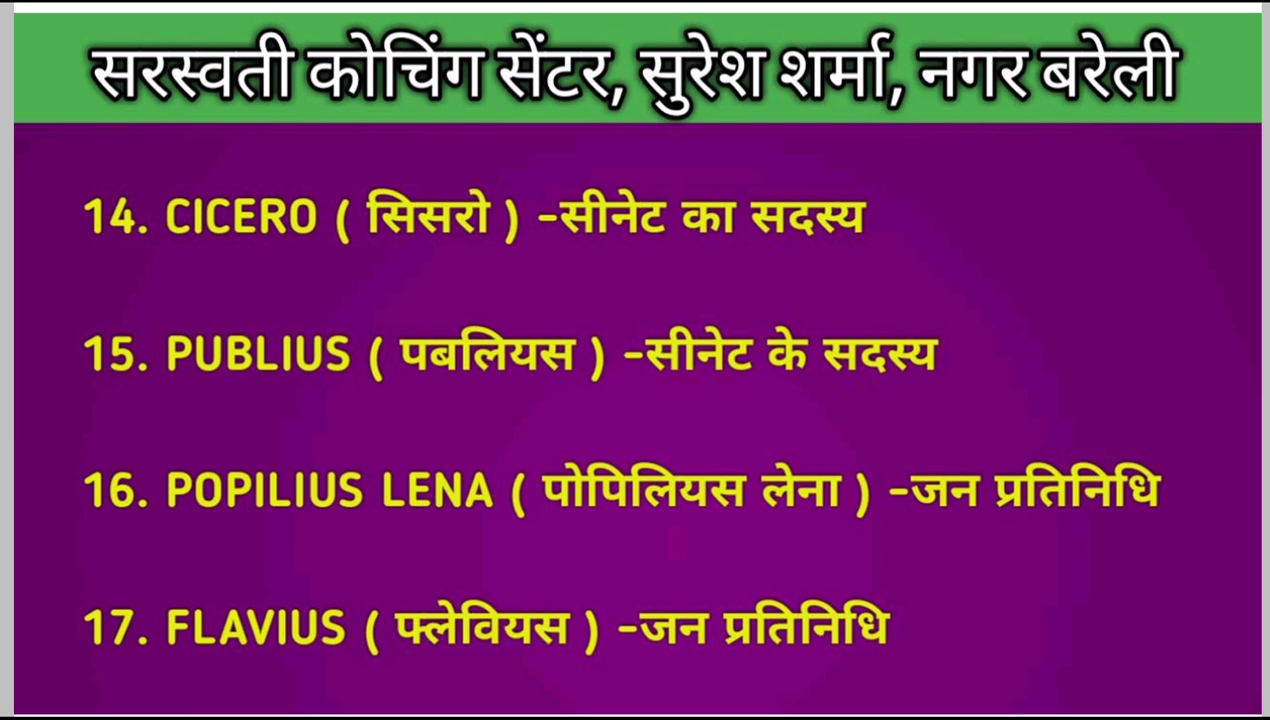 सरस्वती कोचिंग सेंटर, सुरेश शर्मा, नगर बरेली
14. CICERO ( सिसरो ) -सीनेट का सदस्य
15. PUBLIUS ( पबलियस ) -सीनेट के सदस्य
16. POPILIUS LENA ( पोपिलियस लेना ) -जन प्रतिनिधि
17. FLAVIUS ( फ्लेवियस ) -जन प्रतिनिधि